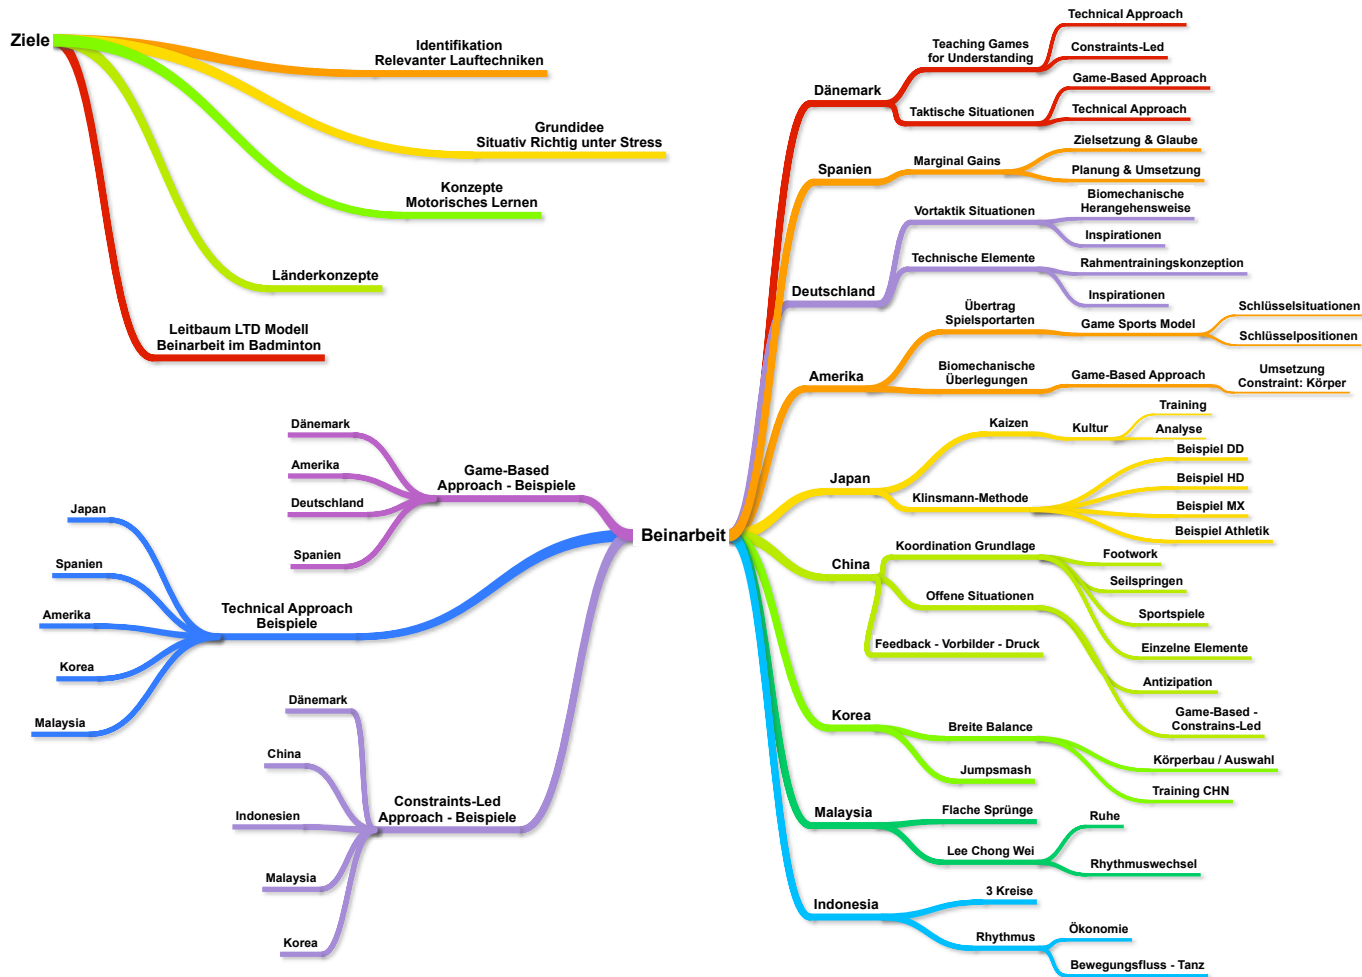 Ziele
Identifikation
Relevanter Lauftechniken
Grundidee
Situativ Richtig unter Stress
Konzepte
Motorisches Lernen
Länderkonzepte
Leitbaum LTD Modell
Beinarbeit im Badminton
Beinarbeit
Game-Based
Approach - Beispiele
Dänemark
Amerika
Deutschland
Spanien
Technical Approach
Beispiele
Japan
Spanien
Amerika
Korea
Malaysia
Constraints-Led
Approach - Beispiele
Dänemark
China
Indonesien
Malaysia
Korea
Dänemark
Teaching Games
for Understanding
Technical Approach
Constraints-Led
Taktische Situationen
Game-Based Approach
Technical Approach
Spanien
Marginal Gains
Zielsetzung & Glaube
Planung & Umsetzung
Deutschland
Vortaktik Situationen
Biomechanische
Herangehensweise
Inspirationen
Technische Elemente
Rahmentrainingskonzeption
Inspirationen
Amerika
Übertrag
Spielsportarten
Game Sports Model
Schlüsselsituationen
Schlüsselpositionen
Biomechanische
Überlegungen
Game-Based Approach
Umsetzung
Constraint: Körper
Japan
Kaizen
Kultur
Training
Analyse
Klinsmann-Methode
Beispiel DD
Beispiel HD
Beispiel MX
Beispiel Athletik
China
Koordination Grundlage
Footwork
Seilspringen
Sportspiele
Einzelne Elemente
Offene Situationen
Antizipation
Game-Based -
Constrains-Led
Feedback - Vorbilder - Druck
Korea
Breite Balance
Körperbau / Auswahl
Training CHN
Jumpsmash
Malaysia
Flache Sprünge
Lee Chong Wei
Ruhe
Rhythmuswechsel
Indonesia
3 Kreise
Rhythmus
Ökonomie
Bewegungsfluss - Tanz